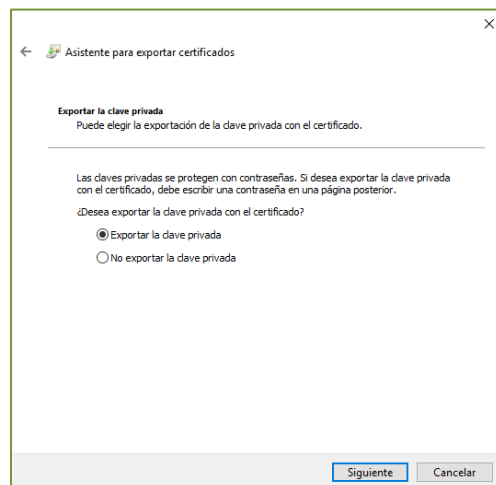 Asistente para exportar certificados
Exportar la clave privada
Puede elegir la exportación de la clave privada con el certificado.
Las claves privadas se protegen con contraseñas. Si desea exportar la clave privada
con el certificado, debe escribir una contraseña en una página posterior.
¿Desea exportar la clave privada con el certificado?
Exportar la clave privada
No exportar la clave privada
Siguiente
Cancelar